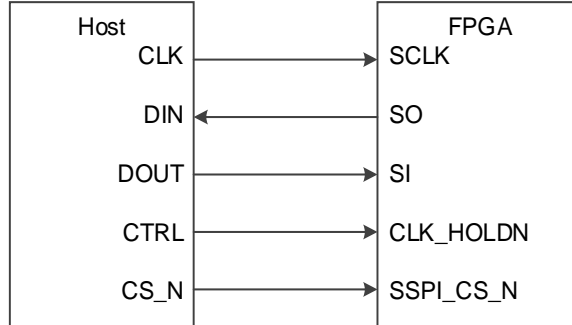 Host FPGA
CLK SCLK
DIN SO
DOUT SI
CTRL CLK_HOLDN
CS_N SSPI_CS_N